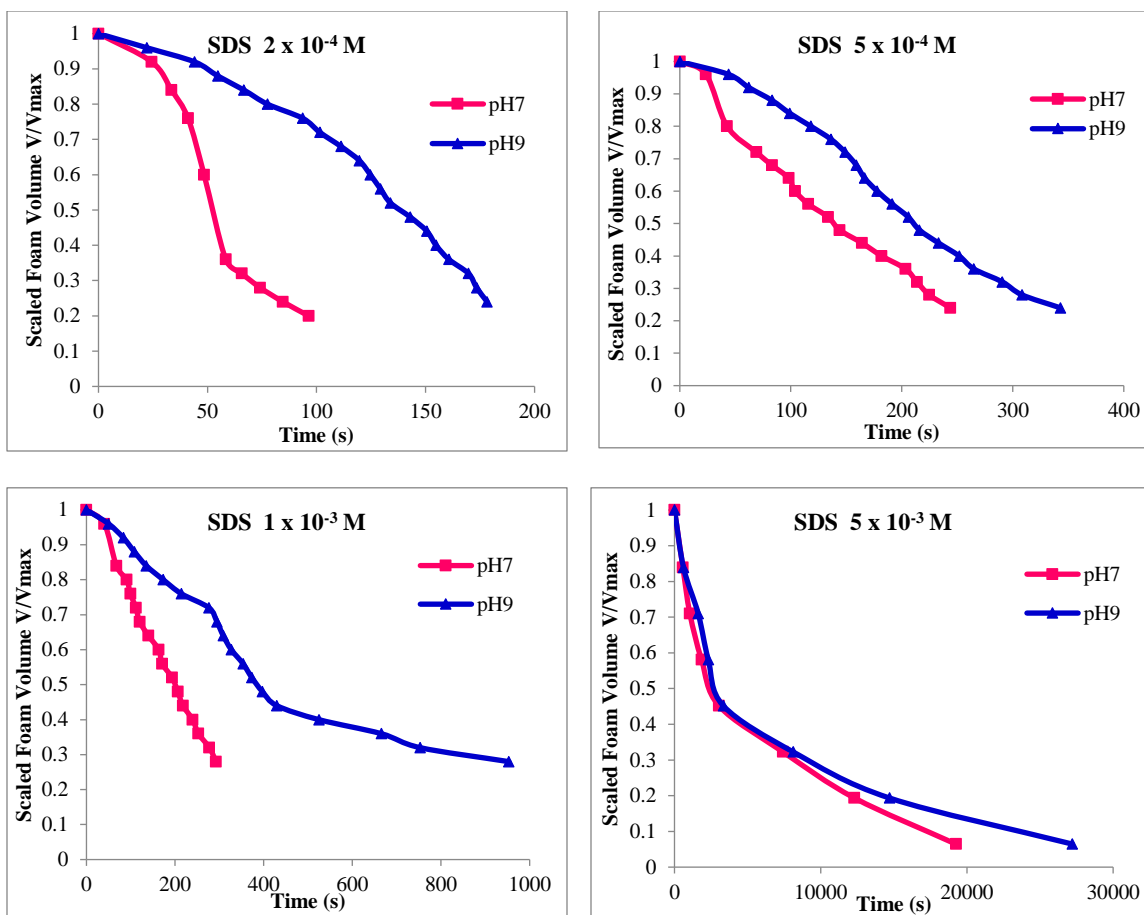 SDS 2 x 10-4 M
Scaled Foam Volume V/Vmax
1
0.9
0.8
0.7
0.6
0.5
0.4
0.3
0.2
0.1
0
pH7
pH9
0 50 100 150 200
Time (s)
SDS 5 x 10-4 M
Scaled Foam Volume V/Vmax
1
0.9
0.8
0.7
0.6
0.5
0.4
0.3
0.2
0.1
0
pH7
pH9
0 100 200 300 400
Time (s)
SDS 1 x 10-3 M
Scaled Foam Volume V/Vmax
1
0.9
0.8
0.7
0.6
0.5
0.4
0.3
0.2
0.1
0
pH7
pH9
0 200 400 600 800 1000
Time (s)
SDS 5 x 10-3 M
Scaled Foam Volume V/Vmax
1
0.9
0.8
0.7
0.6
0.5
0.4
0.3
0.2
0.1
0
pH7
pH9
0 10000 20000 30000
Time (s)